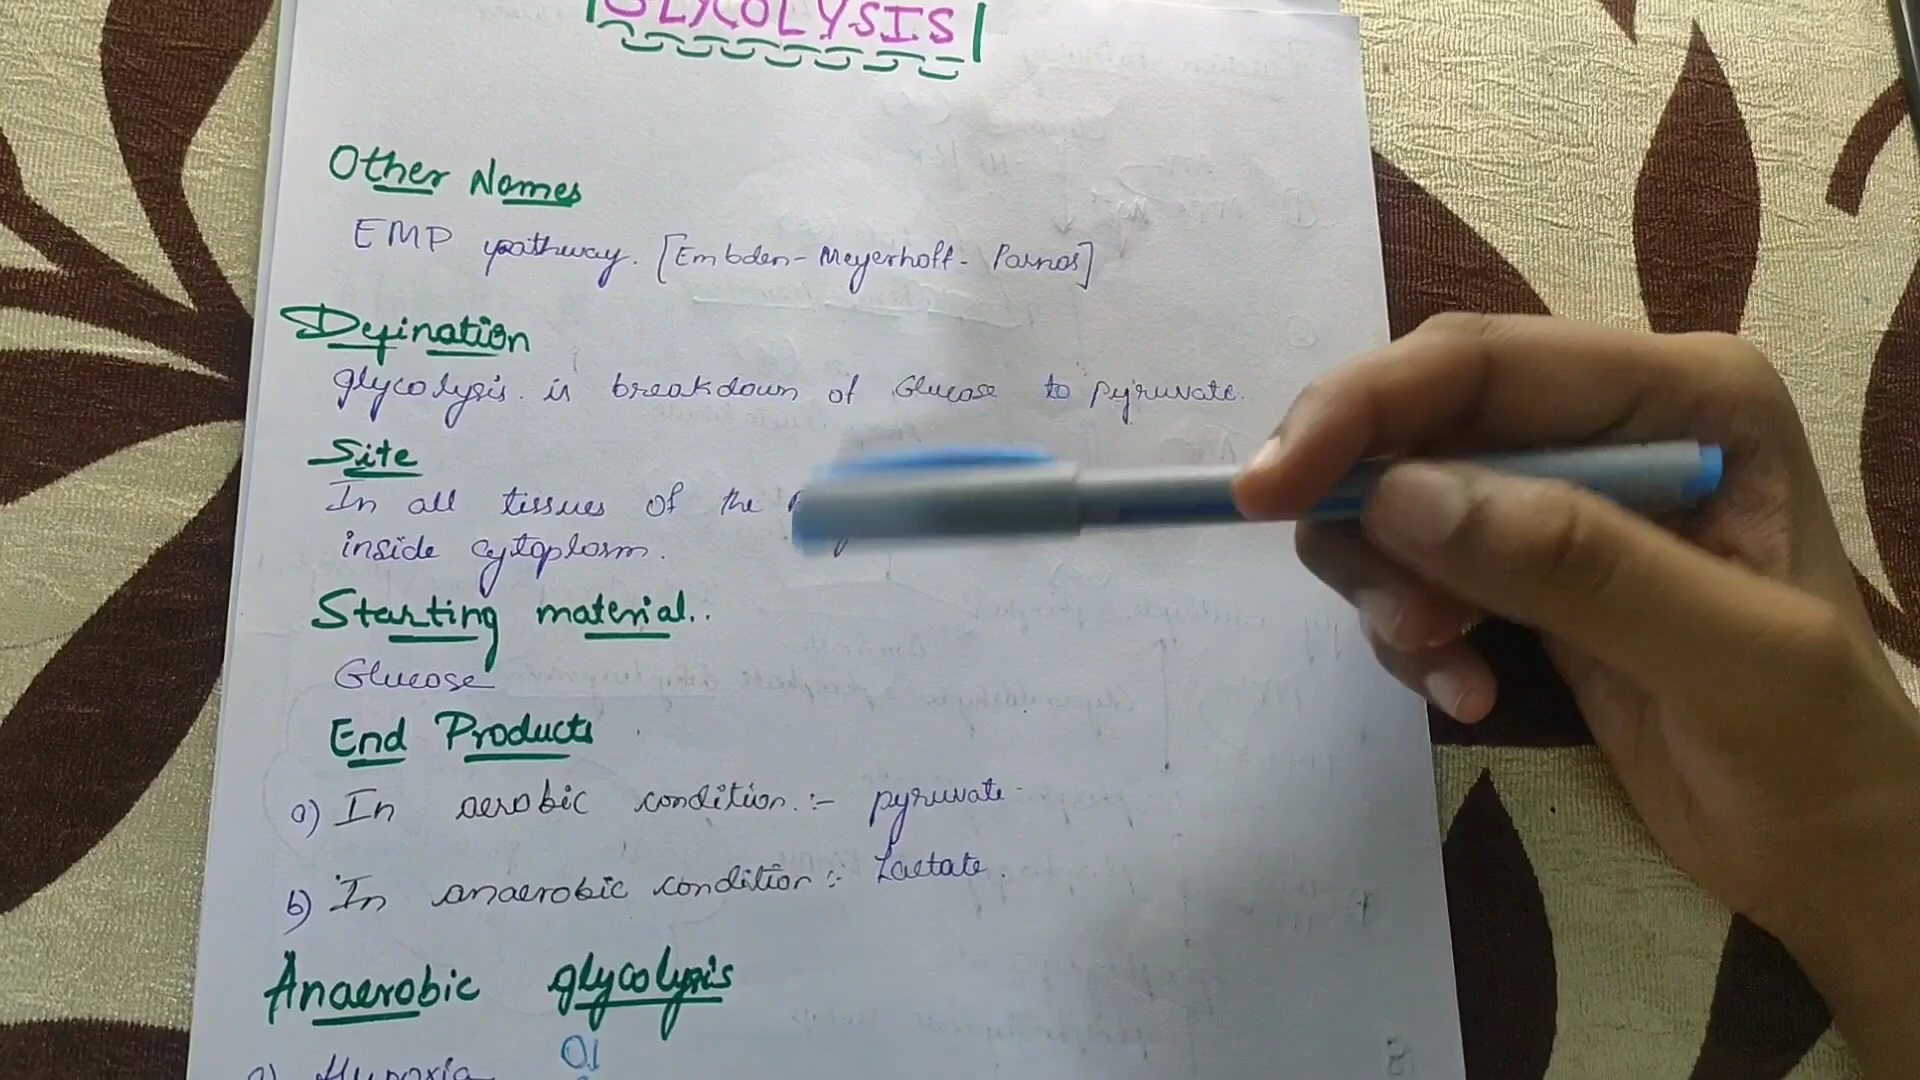 GLYCOLYSIS
Other Names
EMP pathway. [Embden-Meyerhoff- Parnas]
Defination
glycolysis. is breakdown of Glucose to pyruvate.
Site
In all tissues of the
inside cytoplasm.
Starting material..
Glucose
End Products
a) In aerobic condition.:- pyruvate
b) In anaerobic condition:- Lactate.
Anaerobic glycolysis
a) Hypoxia